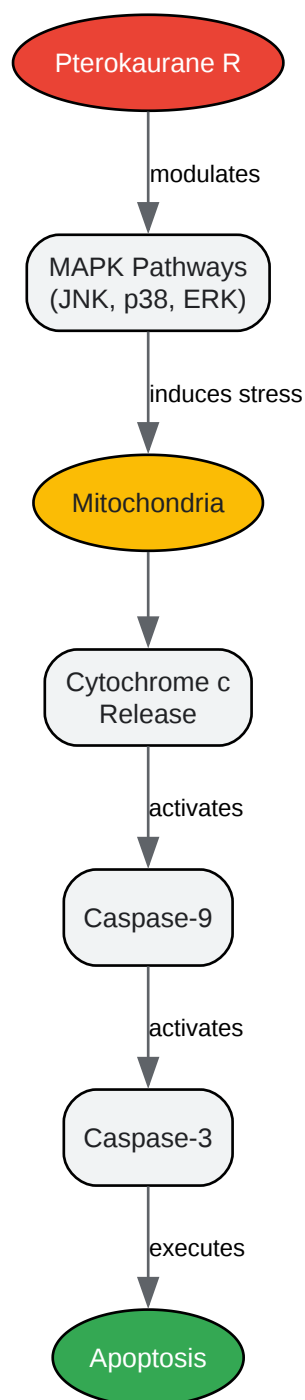 Pterokaurane R
modulates
MAPK Pathways
(JNK, p38, ERK)
induces stress
Mitochondria
Cytochrome c
Release
activates
Caspase-9
activates
Caspase-3
executes
Apoptosis